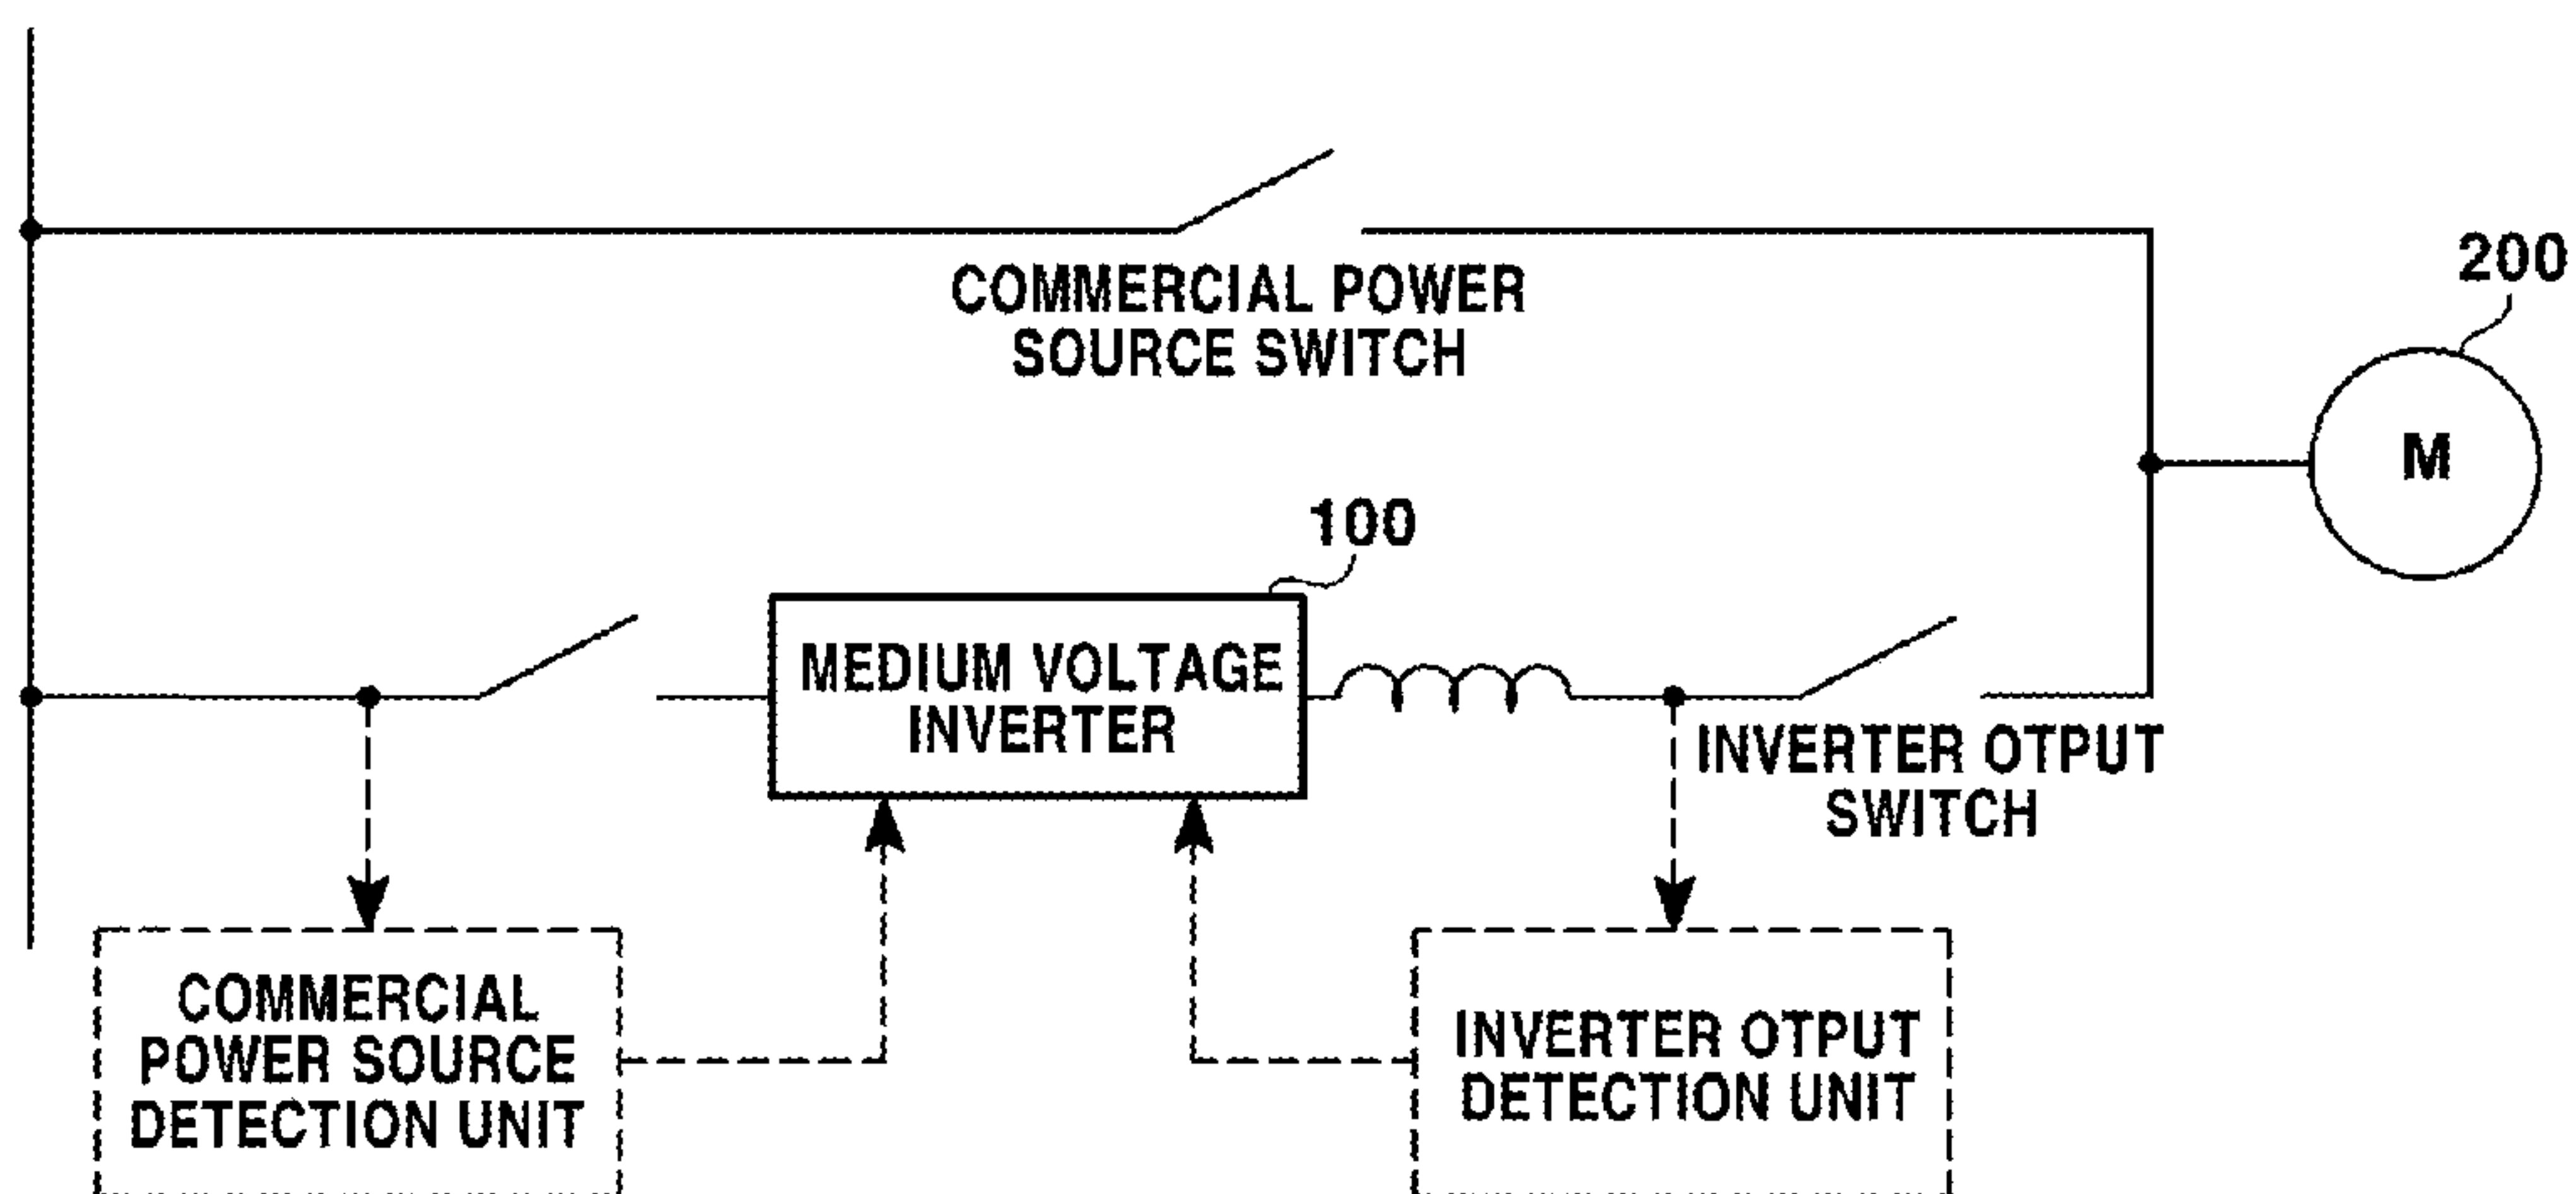 COMMERCIAL POWER
SOURCE SWITCH
200
M
100
MEDIUM VOLTAGE
INVERTER
INVERTER OTPUT
SWITCH
COMMERCIAL
POWER SOURCE
DETECTION UNIT
INVERTER OTPUT
DETECTION UNIT